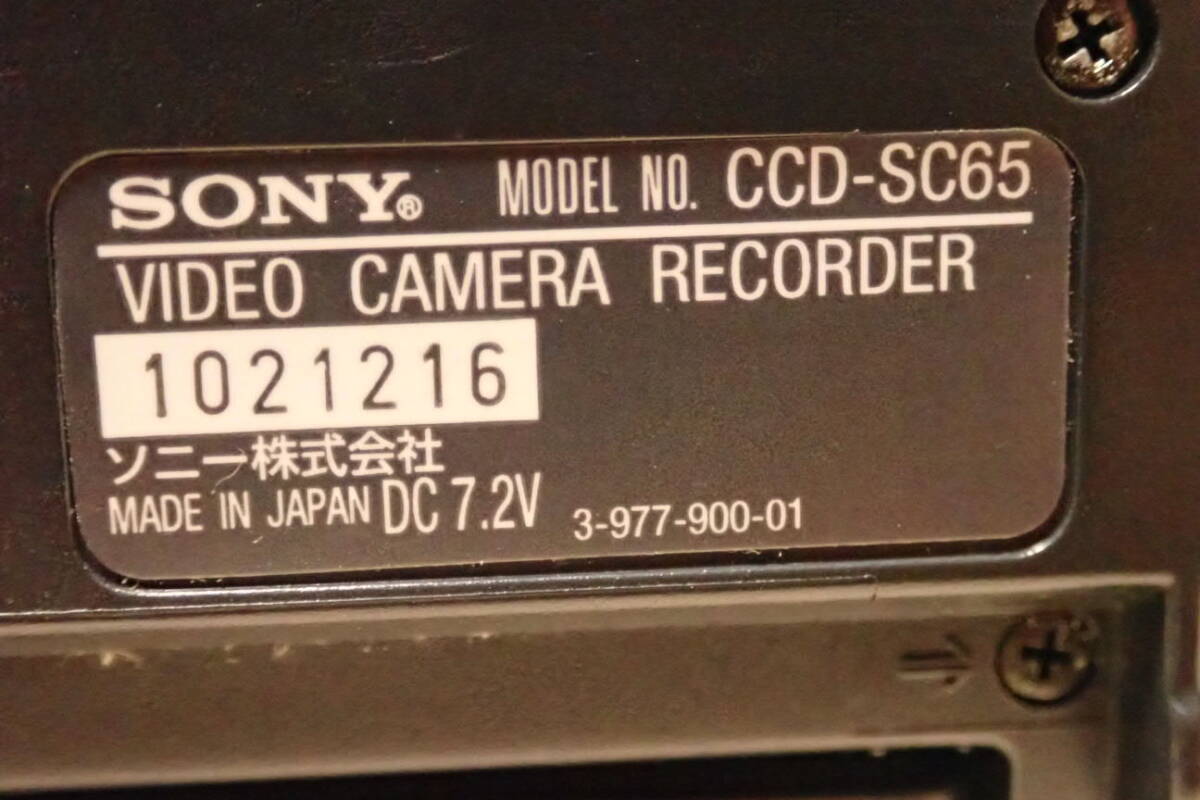 SONY® MODEL NO. CCD-SC65
VIDEO CAMERA RECORDER
1021216
ソニー株式会社
MADE IN JAPAN DC 7.2V 3-977-900-01